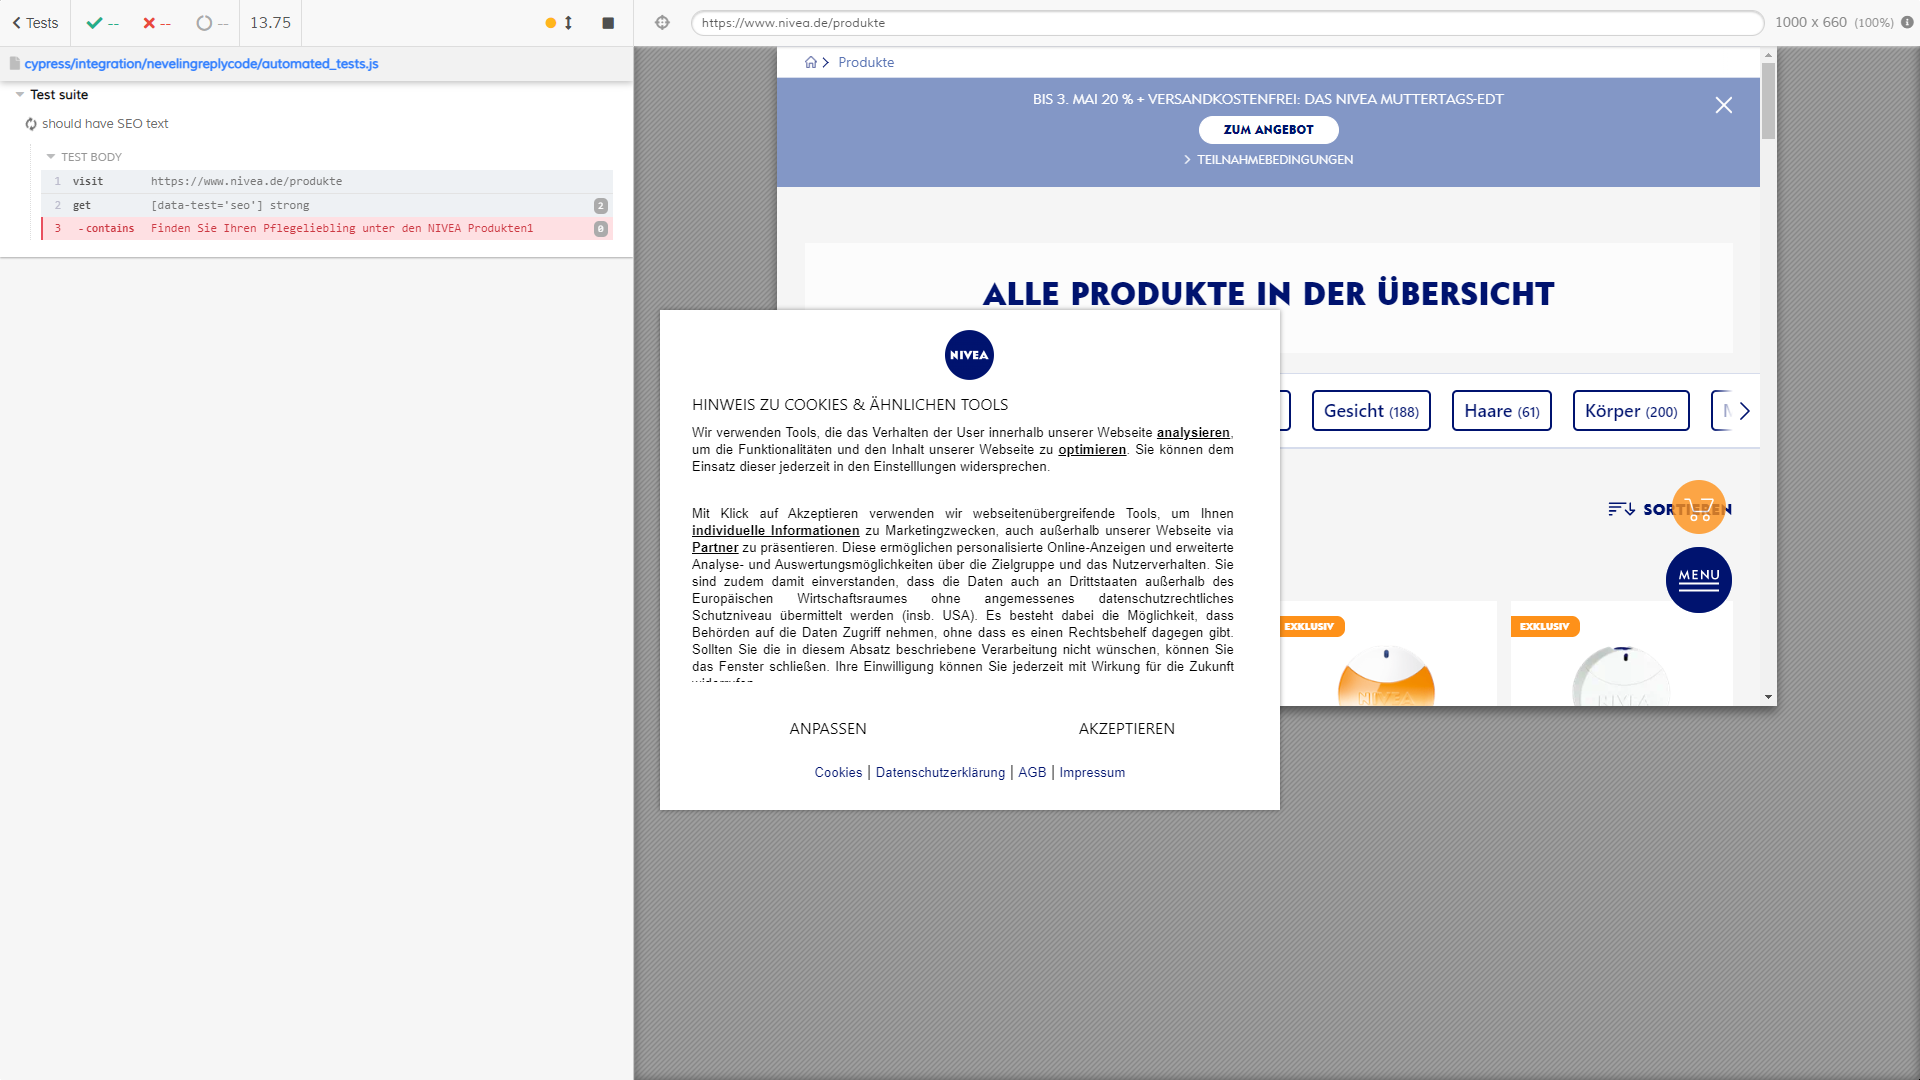 Tests
--
--
--
13.75
https://www.nivea.de/produkte
1000 x 660 (100%)
cypress/integration/nevelingreplycode/automated_tests.js
Test suite
should have SEO text
TEST BODY
1 visit https://www.nivea.de/produkte
2 get [data-test='seo'] strong 2
3 -contains Finden Sie Ihren Pflegeliebling unter den NIVEA Produkten1 0
Produkte
BIS 3. MAI 20 % + VERSANDKOSTENFREI: DAS NIVEA MUTTERTAGS-EDT
ZUM ANGEBOT
TEILNAHMEBEDINGUNGEN
ALLE PRODUKTE IN DER ÜBERSICHT
Gesicht (188)
Haare (61)
Körper (200)
SORTIEREN
MENU
EXKLUSIV
EXKLUSIV
NIVEA
NIVEA
NIVEA
HINWEIS ZU COOKIES & ÄHNLICHEN TOOLS
Wir verwenden Tools, die das Verhalten der User innerhalb unserer Webseite analysieren,
um die Funktionalitäten und den Inhalt unserer Webseite zu optimieren. Sie können dem
Einsatz dieser jederzeit in den Einstelllungen widersprechen.
Mit Klick auf Akzeptieren verwenden wir webseitenübergreifende Tools, um Ihnen
individuelle Informationen zu Marketingzwecken, auch außerhalb unserer Webseite via
Partner zu präsentieren. Diese ermöglichen personalisierte Online-Anzeigen und erweiterte
Analyse- und Auswertungsmöglichkeiten über die Zielgruppe und das Nutzerverhalten. Sie
sind zudem damit einverstanden, dass die Daten auch an Drittstaaten außerhalb des
Europäischen Wirtschaftsraumes ohne angemessenes datenschutzrechtliches
Schutzniveau übermittelt werden (insb. USA). Es besteht dabei die Möglichkeit, dass
Behörden auf die Daten Zugriff nehmen, ohne dass es einen Rechtsbehelf dagegen gibt.
Sollten Sie die in diesem Absatz beschriebene Verarbeitung nicht wünschen, können Sie
das Fenster schließen. Ihre Einwilligung können Sie jederzeit mit Wirkung für die Zukunft
ANPASSEN
AKZEPTIEREN
Cookies | Datenschutzerklärung | AGB | Impressum